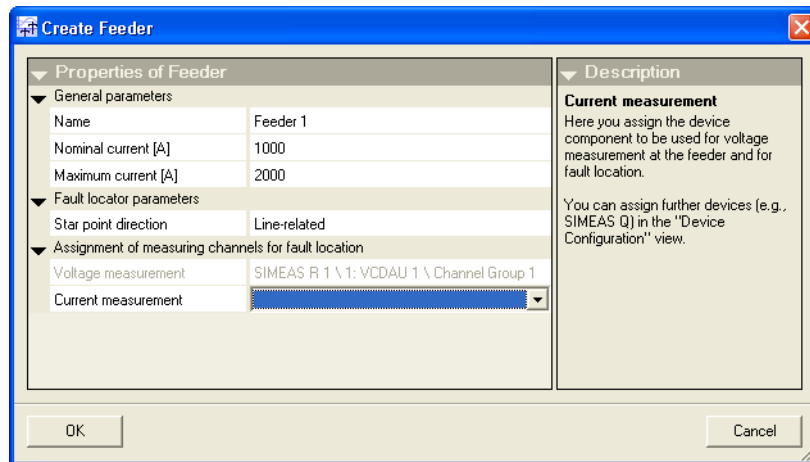 Create Feeder
Properties of Feeder
General parameters
Name Feeder 1
Nominal current [A] 1000
Maximum current [A] 2000
Fault locator parameters
Star point direction Line-related
Assignment of measuring channels for fault location
Voltage measurement SIMEAS R 1 \ 1: VCDAU 1 \ Channel Group 1
Current measurement
Description
Current measurement
Here you assign the device
component to be used for voltage
measurement at the feeder and for
fault location.
You can assign further devices (e.g.,
SIMEAS Q) in the "Device
Configuration" view.
OK
Cancel